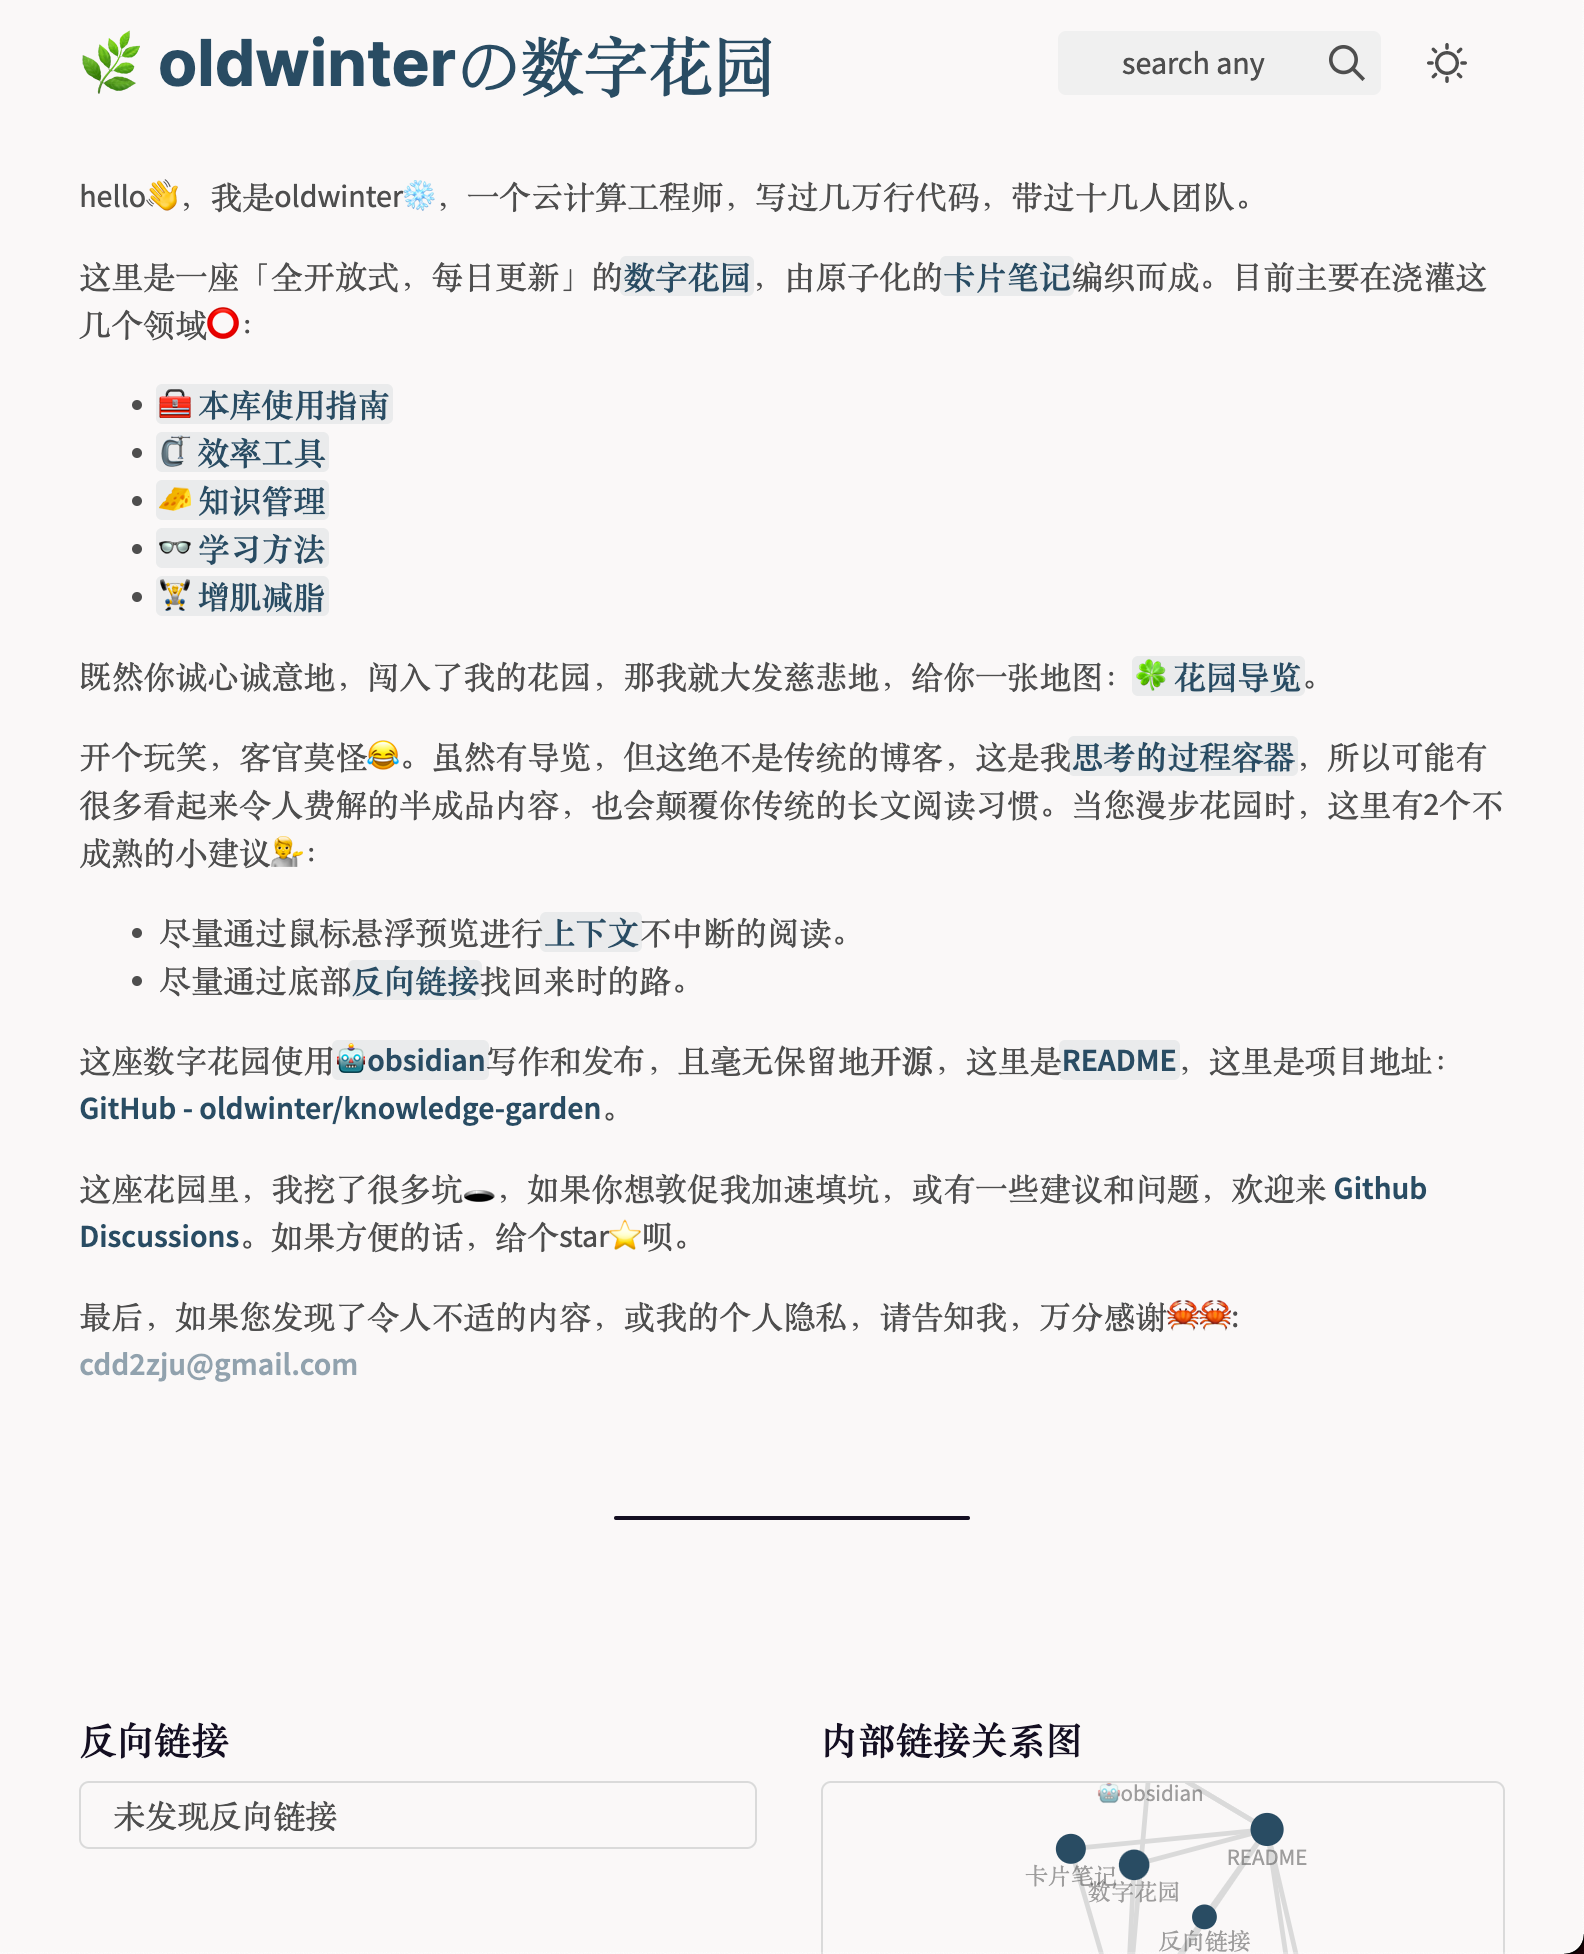 🌿 oldwinterの数字花园
search any
hello👋，我是oldwinter❄️，一个云计算工程师，写过几万行代码，带过十几人团队。
这里是一座「全开放式，每日更新」的数字花园，由原子化的卡片笔记编织而成。目前主要在浇灌这
几个领域⭕：
• 🧰 本库使用指南
• 🗜 效率工具
• 🧀 知识管理
• 👓 学习方法
• 🏋 增肌减脂
既然你诚心诚意地，闯入了我的花园，那我就大发慈悲地，给你一张地图：🍀 花园导览。
开个玩笑，客官莫怪😂。虽然有导览，但这绝不是传统的博客，这是我思考的过程容器，所以可能有
很多看起来令人费解的半成品内容，也会颠覆你传统的长文阅读习惯。当您漫步花园时，这里有2个不
成熟的小建议💁：
• 尽量通过鼠标悬浮预览进行上下文不中断的阅读。
• 尽量通过底部反向链接找回来时的路。
这座数字花园使用🤖obsidian写作和发布，且毫无保留地开源，这里是README，这里是项目地址：
GitHub - oldwinter/knowledge-garden。
这座花园里，我挖了很多坑🕳，如果你想敦促我加速填坑，或有一些建议和问题，欢迎来 Github
Discussions。如果方便的话，给个star⭐呗。
最后，如果您发现了令人不适的内容，或我的个人隐私，请告知我，万分感谢🦀🦀:
cdd2zju@gmail.com
反向链接
未发现反向链接
内部链接关系图
🤖obsidian
README
卡片笔记
数字花园
反向链接